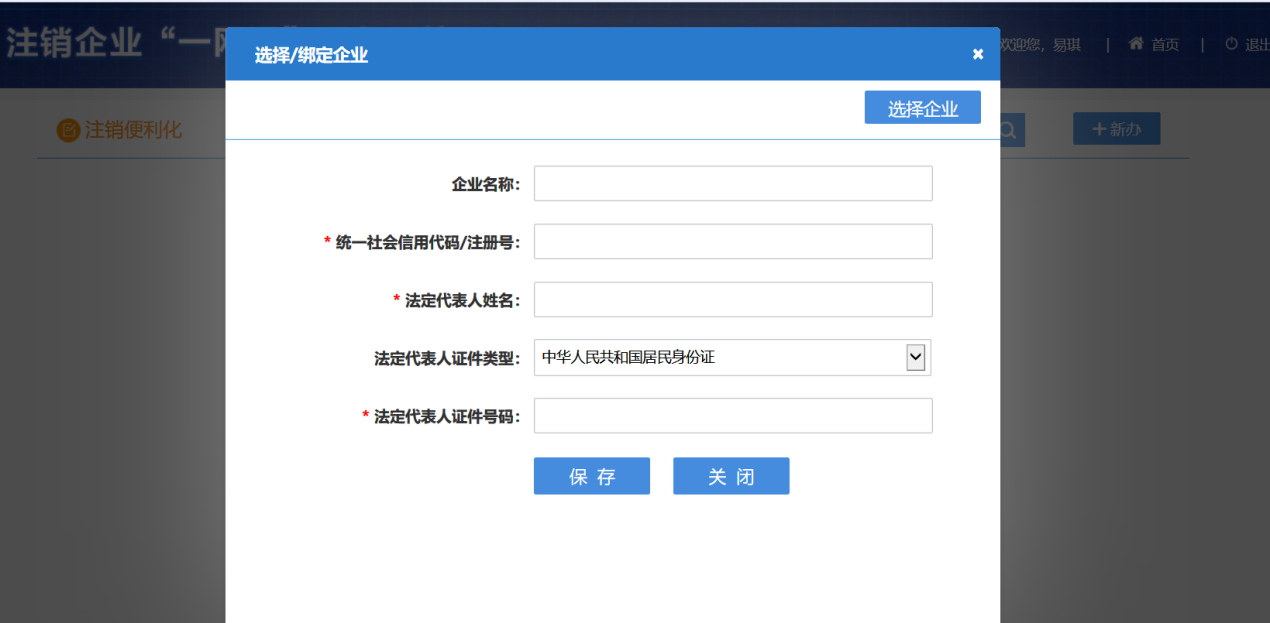 注销企业“一网
欢迎您，易琪 | 首页 | 退出
选择/绑定企业
×
选择企业
注销便利化
+新办
企业名称：
* 统一社会信用代码/注册号：
* 法定代表人姓名：
法定代表人证件类型： 中华人民共和国居民身份证
* 法定代表人证件号码：
保 存
关 闭